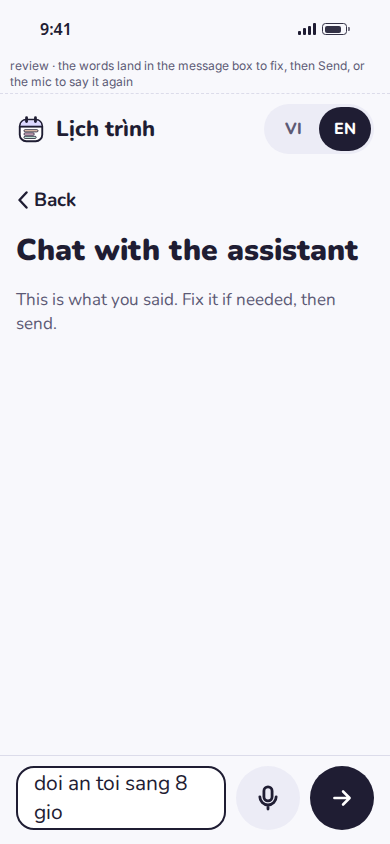 9:41
review · the words land in the message box to fix, then Send, or
the mic to say it again
Lịch trình
VI
EN
Back
Chat with the assistant
This is what you said. Fix it if needed, then
send.
doi an toi sang 8
gio